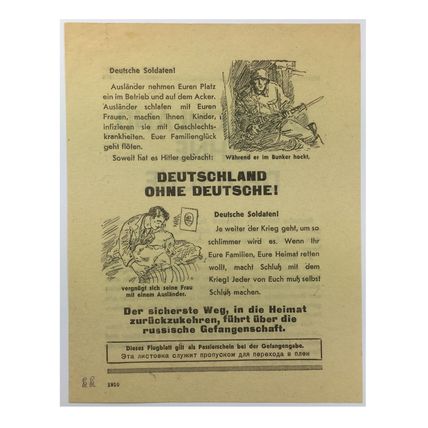 Deutsche Soldaten!
Ausländer nehmen Euren Platz
ein im Betrieb und auf dem Acker.
Ausländer schlafen mit Euren
Frauen, machen ihnen Kinder,
infizieren sie mit Geschlechts-
krankheiten. Euer Familienglück
geht flöten.
Soweit hat es Hitler gebracht:
Während er im Bunker hockt,
DEUTSCHLAND
OHNE DEUTSCHE!
Deutsche Soldaten!
Je weiter der Krieg geht, um so
schlimmer wird es. Wenn Ihr
Eure Familien, Eure Heimat retten
wollt, macht Schluß mit dem
Krieg! Jeder von Euch muß selbst
Schluß machen.
vergnügt sich seine Frau
mit einem Ausländer.
Der sicherste Weg, in die Heimat
zurückzukehren, führt über die
russische Gefangenschaft.
Dieses Flugblatt gilt als Passierschein bei der Gefangengabe.
Эта листовка служит пропуском для перехода в плен
1810